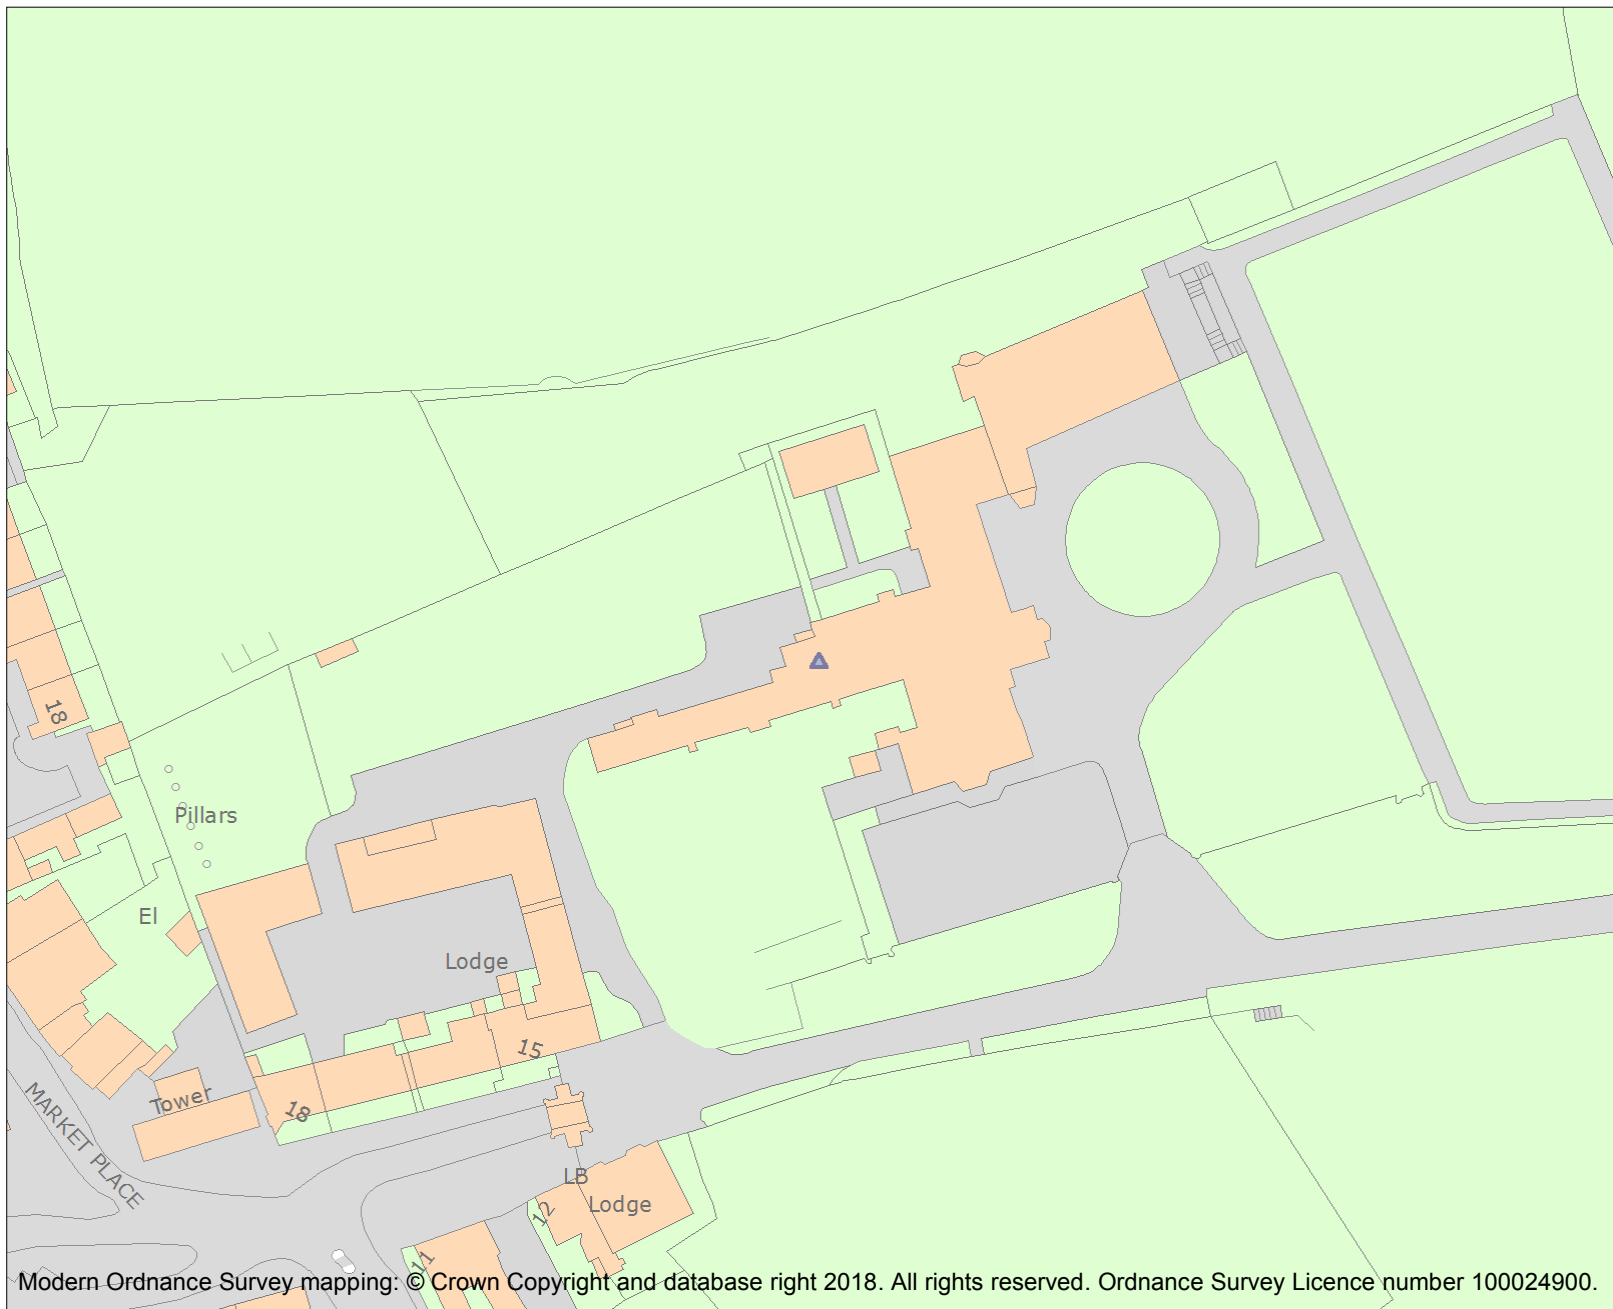 18
Pillars
El
Lodge
15
Tower
18
MARKET PLACE
LB
Lodge
12
11
Modern Ordnance Survey mapping: © Crown Copyright and database right 2018. All rights reserved. Ordnance Survey Licence number 100024900.